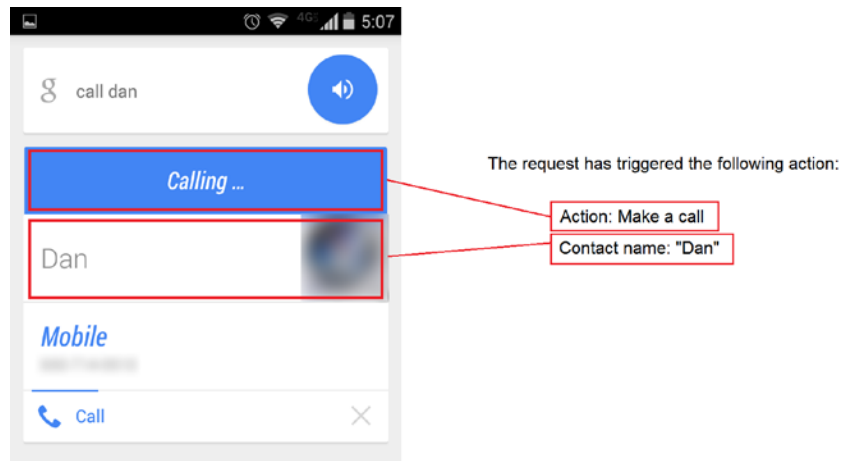 4GS 5:07
g call dan
Calling ...
Dan
Mobile
Call
The request has triggered the following action:
Action: Make a call
Contact name: "Dan"